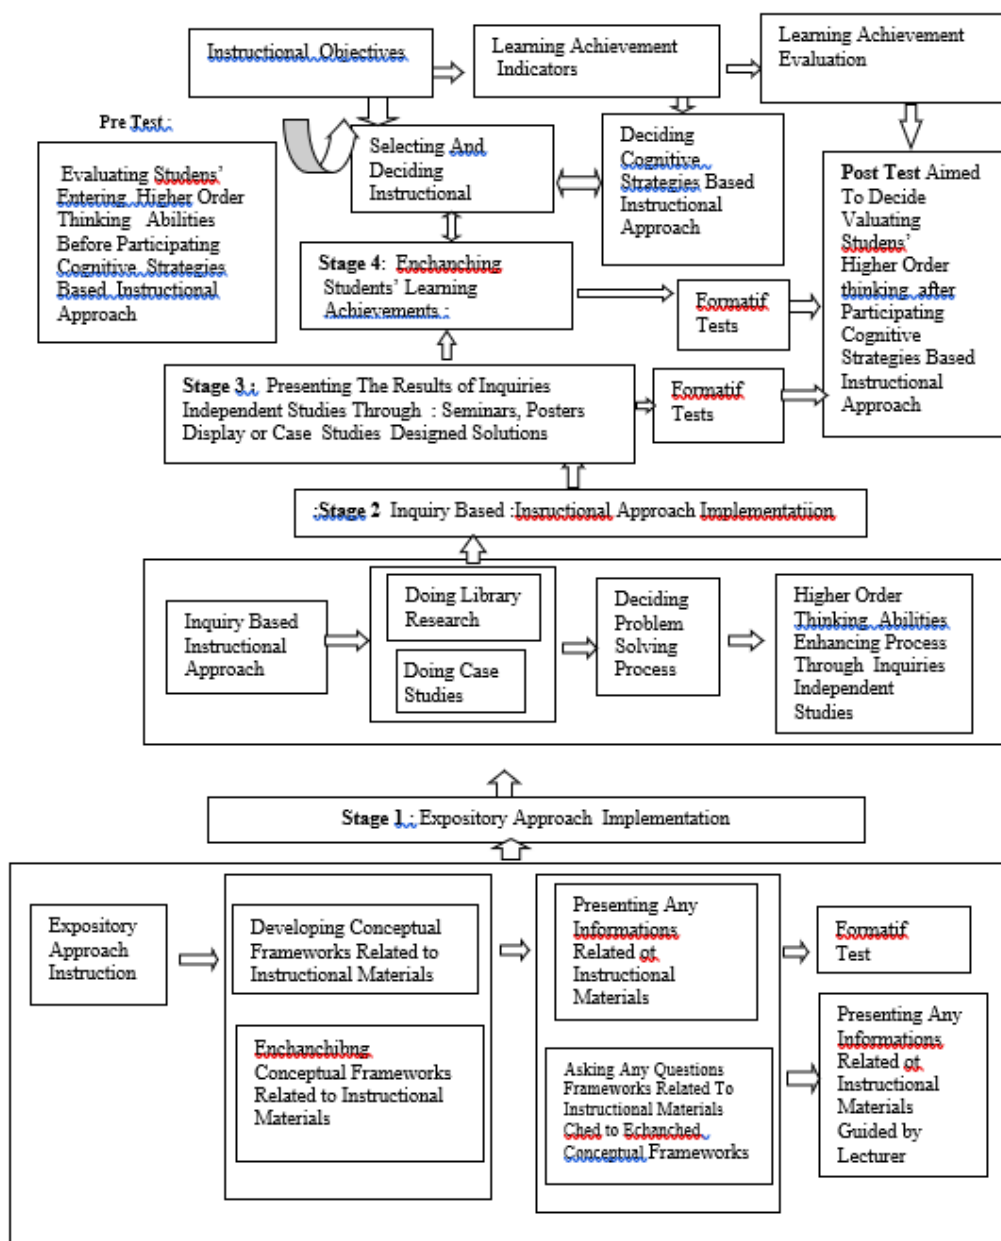 Instructional Objectives
Learning Achievement
Indicators
Learning Achievement
Evaluation
Pre Test :
Evaluating Studens’
Entering Higher Order
Thinking Abilities
Before Participating
Cognitive Strategies
Based Instructional
Approach
Selecting And
Deciding
Instructional
Deciding
Cognitive
Strategies Based
Instructional
Approach
Post Test Aimed
To Decide
Valuating
Studens’
Higher Order
thinking after
Participating
Cognitive
Strategies Based
Instructional
Approach
Stage 4: Enchanching
Students’ Learning
Achievements :
Formatif
Tests
Stage 3 : Presenting The Results of Inquiries
Independent Studies Through : Seminars, Posters
Display or Case Studies Designed Solutions
Formatif
Tests
:Stage 2 Inquiry Based :Insructional Approach Implementatiion
Inquiry Based
Instructional
Approach
Doing Library
Research
Doing Case
Studies
Deciding
Problem
Solving
Process
Higher Order
Thinking Abilities
Enhancing Process
Through Inquiries
Independent
Studies
Stage 1 : Expository Approach Implementation
Expository
Approach
Instruction
Developing Conceptual
Frameworks Related to
Instructional Materials
Enchanchibng
Conceptual Frameworks
Related to Instructional
Materials
Presenting Any
Informations
Related ot
Instructional
Materials
Asking Any Questions
Frameworks Related To
Instructional Materials
Ched to Echanched
Conceptual Frameworks
Formatif
Test
Presenting Any
Informations
Related ot
Instructional
Materials
Guided by
Lecturer